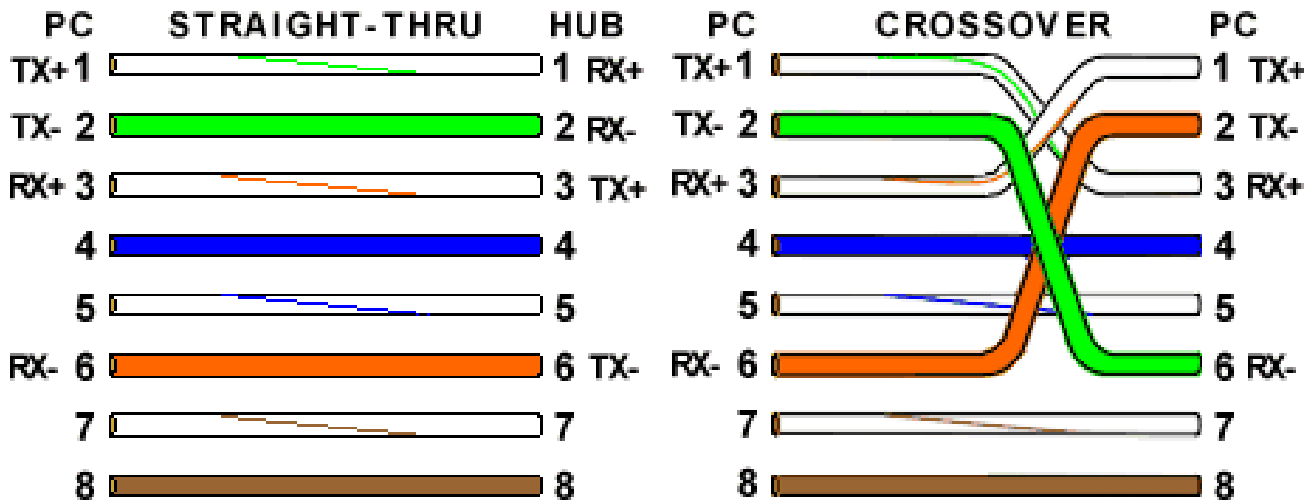 PC STRAIGHT-THRU HUB PC CROSSOVER PC
TX+ 1 1 RX+ TX+ 1 1 TX+
TX- 2 2 RX- TX- 2 2 TX-
RX+ 3 3 TX+ RX+ 3 3 RX+
4 4 4 4
5 5 5 5
RX- 6 6 TX- RX- 6 6 RX-
7 7 7 7
8 8 8 8